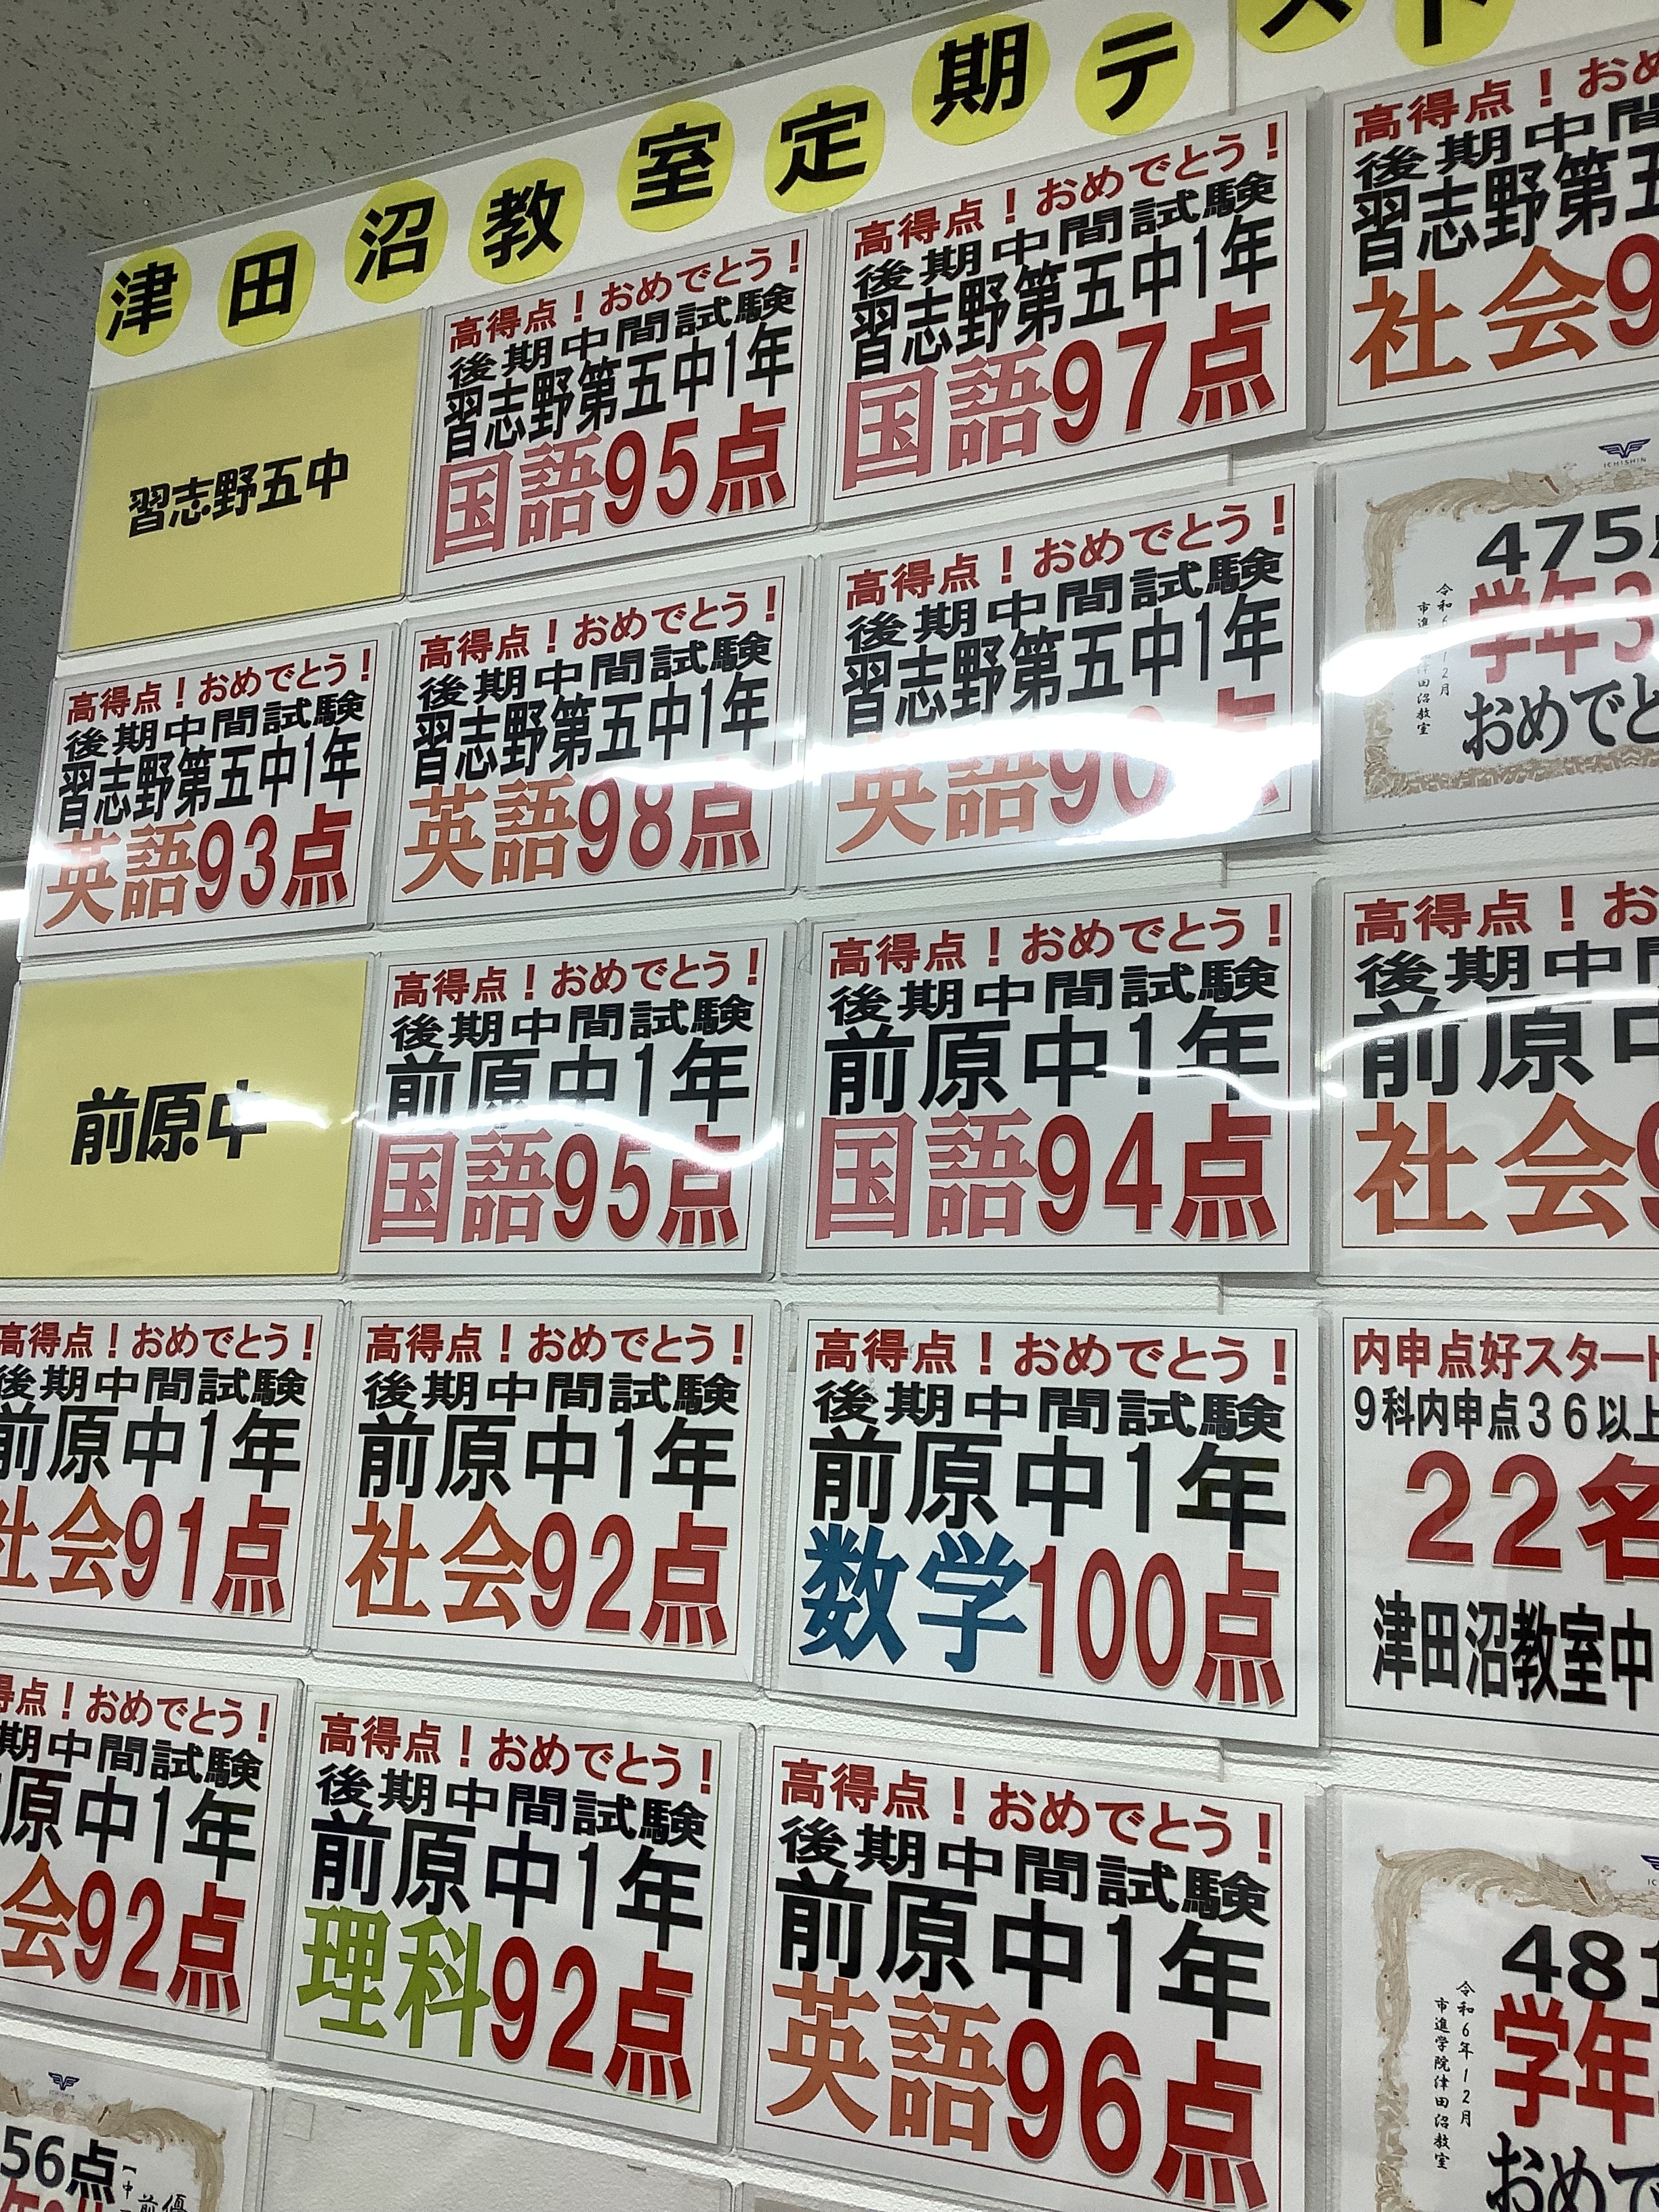 津田沼教室定期テスト
習志野五中
高得点！おめでとう！
後期中間試験
習志野第五中1年
国語95点
高得点！おめでとう！
後期中間試験
習志野第五中1年
国語97点
高得点！おめ
後期中間
習志野第五
社会9
高得点！おめでとう！
後期中間試験
習志野第五中1年
英語93点
高得点！おめでとう！
後期中間試験
習志野第五中1年
英語98点
高得点！おめでとう！
後期中間試験
習志野第五中1年
英語
ICHISHIN
475点
学年3
おめでと
前原中
高得点！おめでとう！
後期中間試験
前原中1年
国語95点
高得点！おめでとう！
後期中間試験
前原中1年
国語94点
高得点！お
後期中間
前原中
社会9
高得点！おめでとう！
後期中間試験
前原中1年
社会91点
高得点！おめでとう！
後期中間試験
前原中1年
社会92点
高得点！おめでとう！
後期中間試験
前原中1年
数学100点
内申点好スタート
9科内申点36以上
22名
津田沼教室中
得点！おめでとう！
期中間試験
原中1年
会92点
高得点！おめでとう！
後期中間試験
前原中1年
理科92点
高得点！おめでとう！
後期中間試験
前原中1年
英語96点
481
学年
おめで
令和6年12月
市進学院津田沼教室
56点